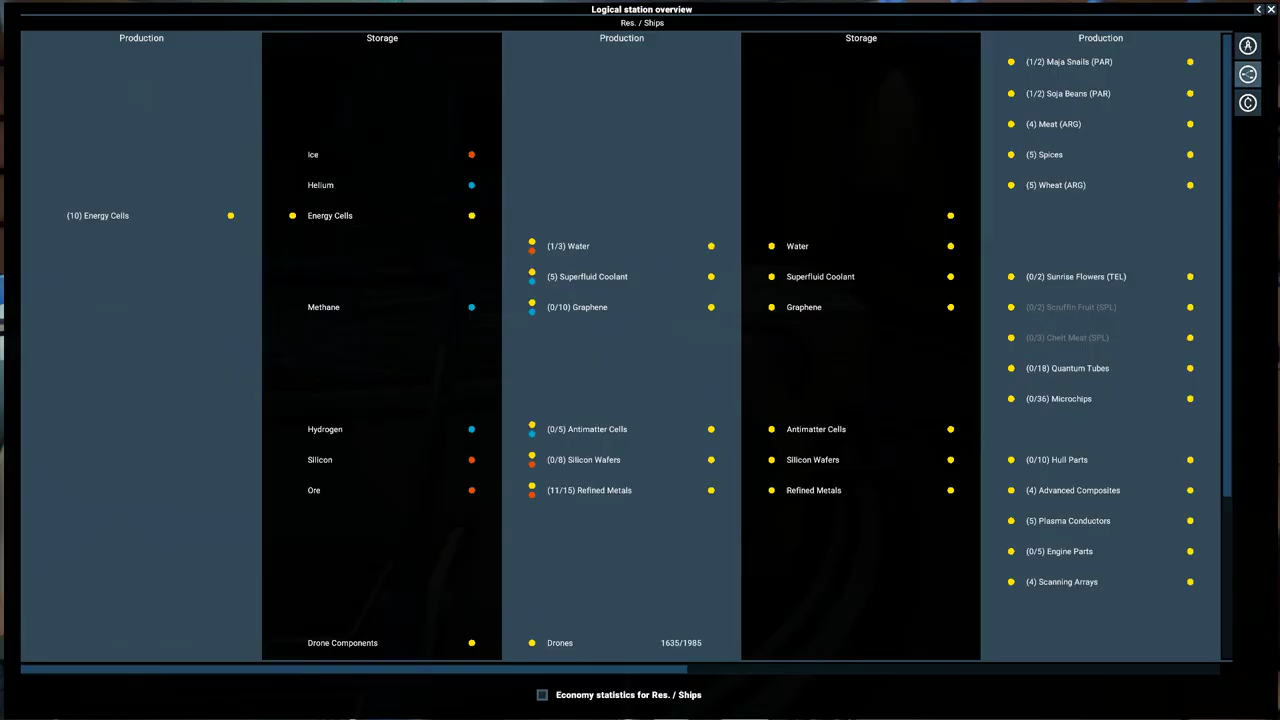 Logical station overview
Res. / Ships
Production
Storage
Production
Storage
Production
(1/2) Maja Snails (PAR)
(1/2) Soja Beans (PAR)
(4) Meat (ARG)
Ice
(5) Spices
Helium
(5) Wheat (ARG)
(10) Energy Cells
Energy Cells
(1/3) Water
Water
(5) Superfluid Coolant
Superfluid Coolant
(0/2) Sunrise Flowers (TEL)
Methane
(0/10) Graphene
Graphene
(0/2) Scruffin Fruit (SPL)
(0/3) Chelt Meat (SPL)
(0/18) Quantum Tubes
(0/36) Microchips
Hydrogen
(0/5) Antimatter Cells
Antimatter Cells
Silicon
(0/8) Silicon Wafers
Silicon Wafers
(0/10) Hull Parts
Ore
(11/15) Refined Metals
Refined Metals
(4) Advanced Composites
(5) Plasma Conductors
(0/5) Engine Parts
(4) Scanning Arrays
Drone Components
Drones 1635/1985
Economy statistics for Res. / Ships